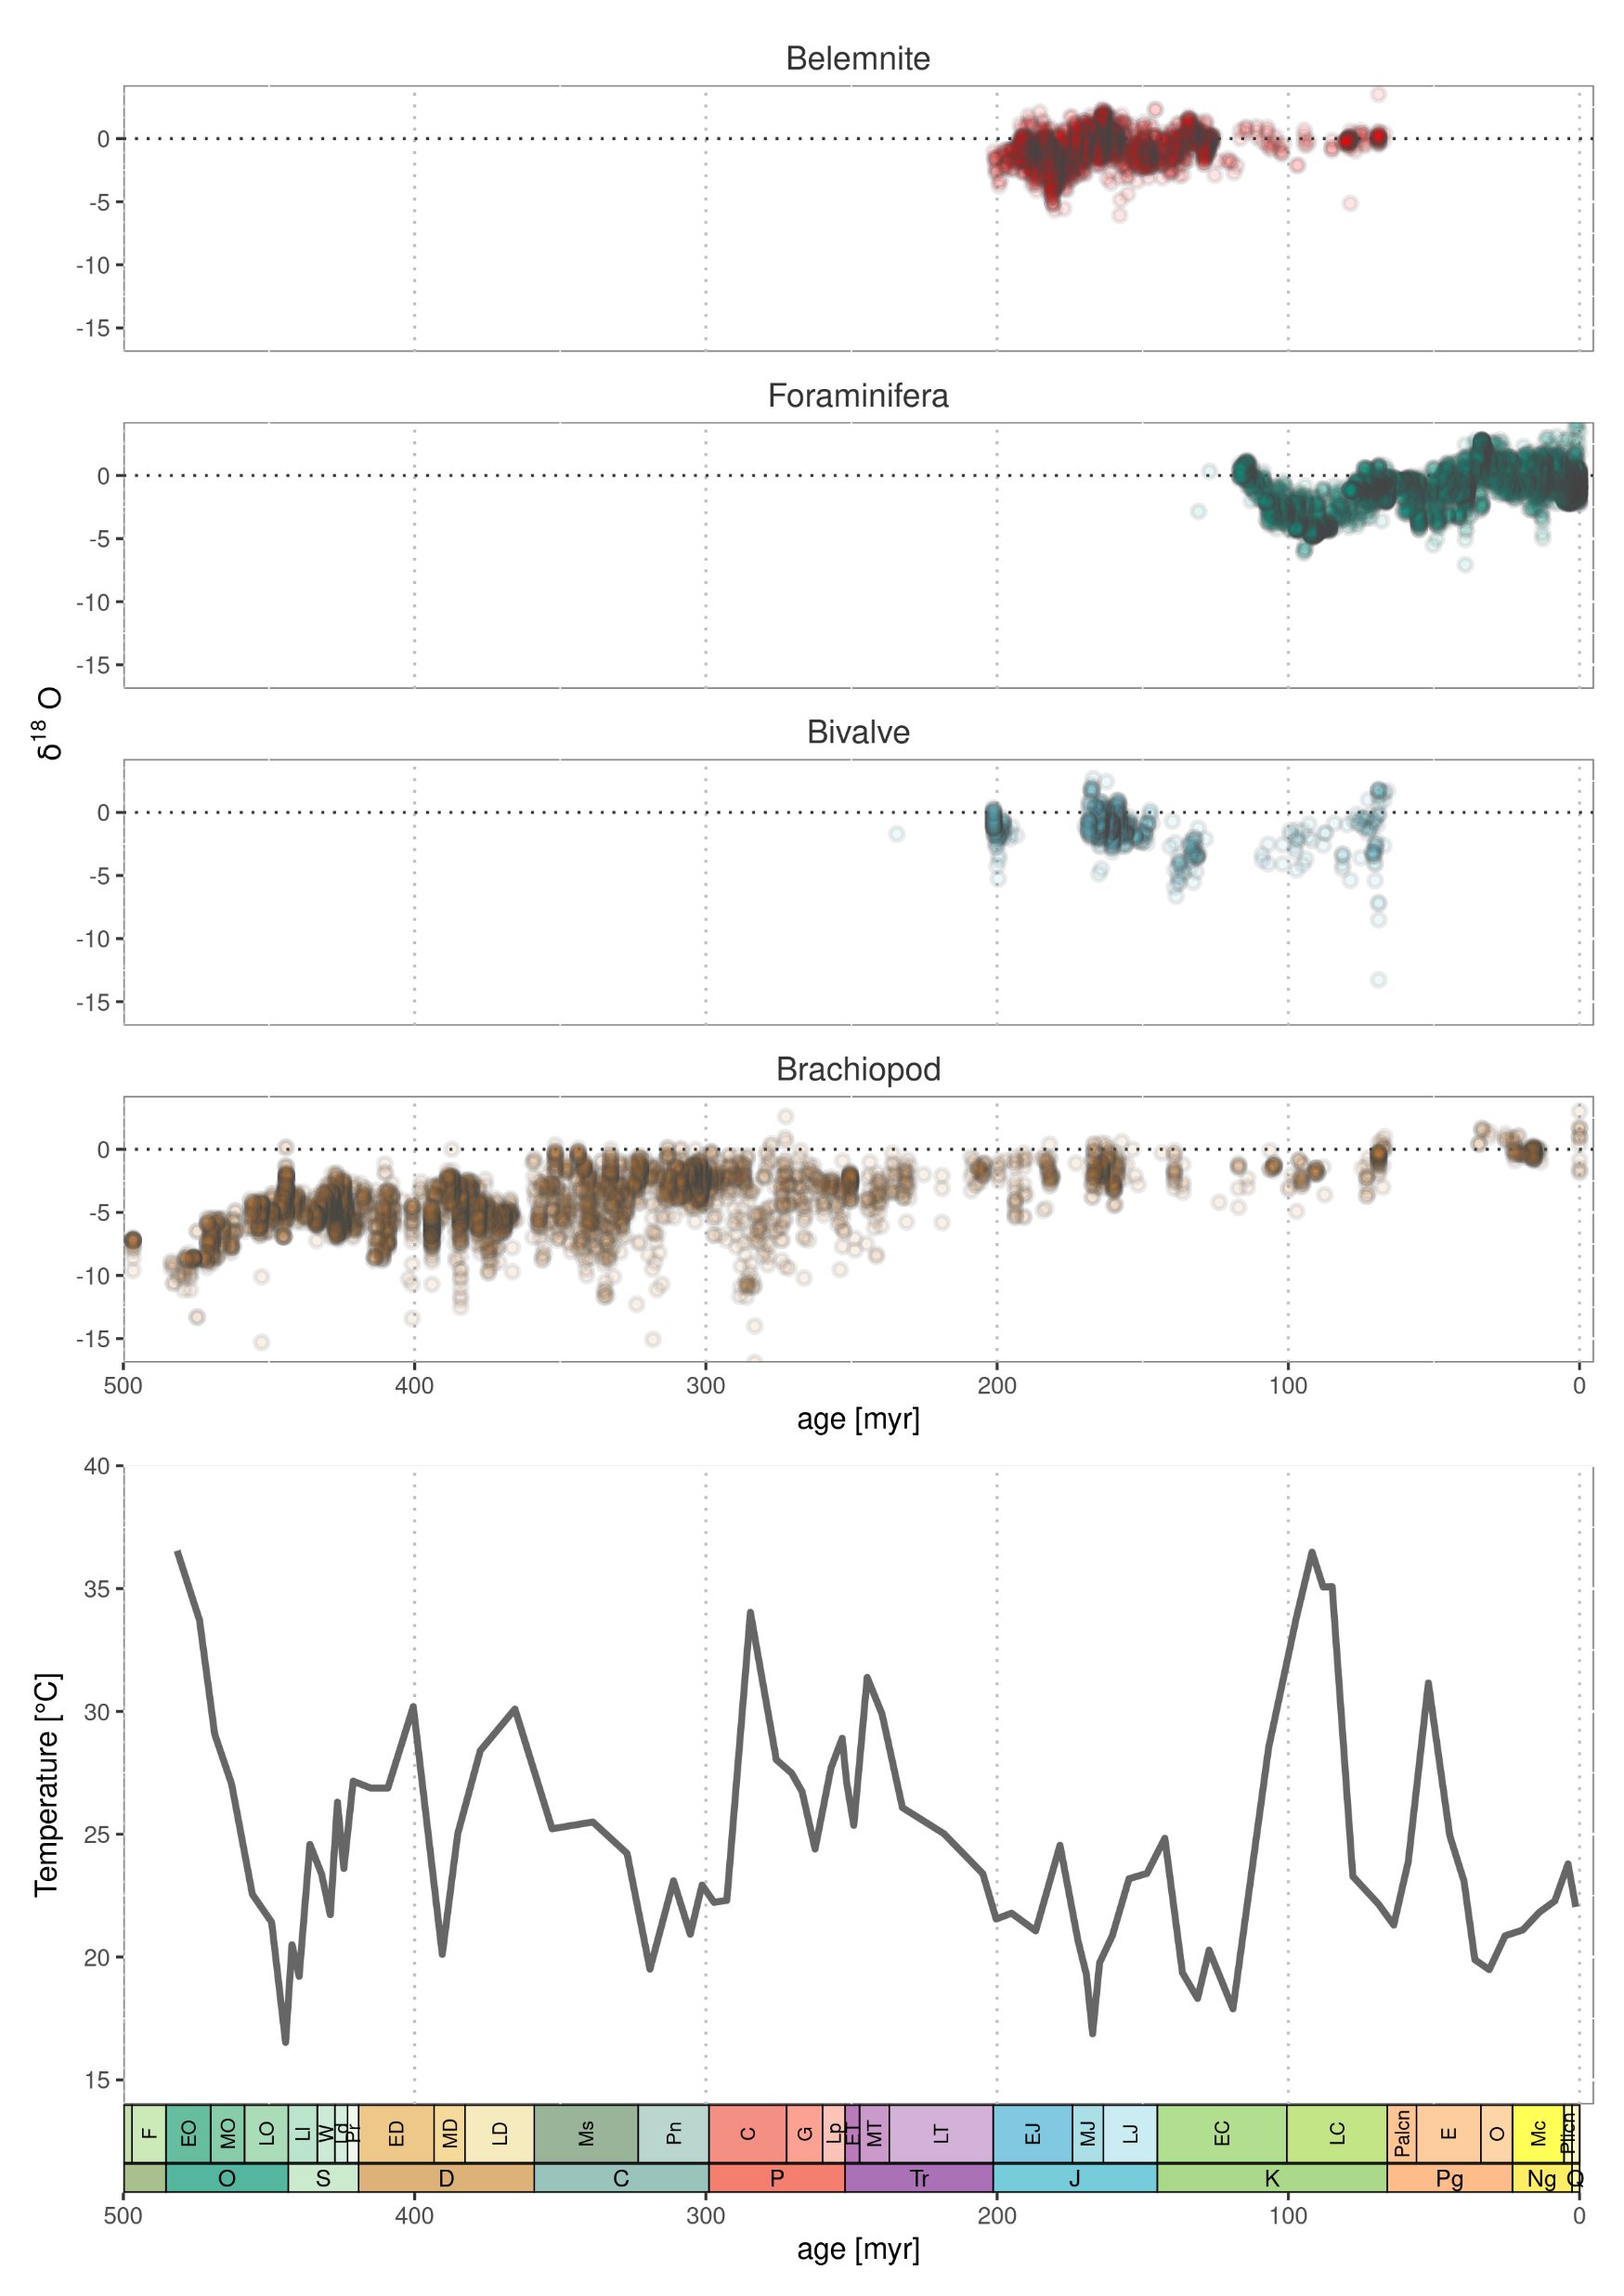 Belemnite
0
-5
-10
-15
Foraminifera
0
-5
-10
-15
δ18 O
Bivalve
0
-5
-10
-15
Brachiopod
0
-5
-10
-15
500 400 300 200 100 0
age [myr]
Temperature [°C]
40
35
30
25
20
15
F EO MO LO Ll W Ld Pr ED MD LD Ms Pn C G Lp ET MT LT EJ MJ LJ EC LC Palcn E O Mc Plicn
O S D C P Tr J K Pg Ng Q
500 400 300 200 100 0
age [myr]